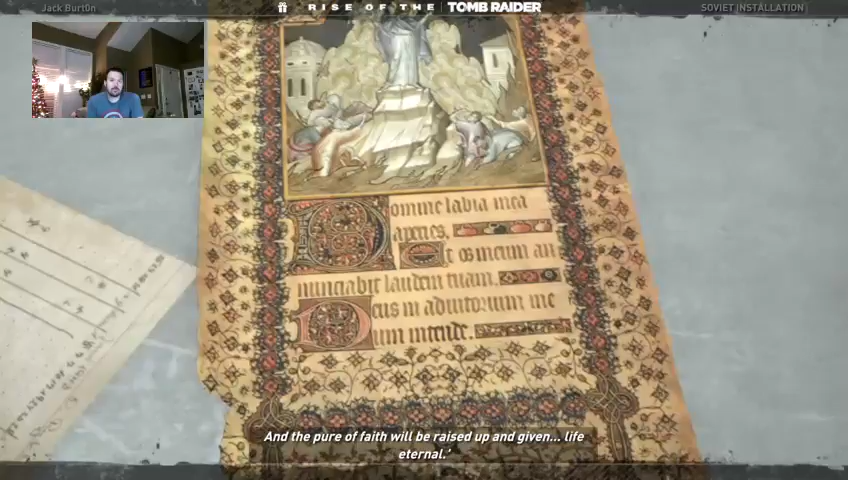 Jack Burt0n
RISE OF THE TOMB RAIDER
SOVIET INSTALLATION
Domine labia mea
aperies,
Et os meum an
nunciabit laudem tuam.
Deus in adiutorium me
um intende.
And the pure of faith will be raised up and given... life
eternal.'